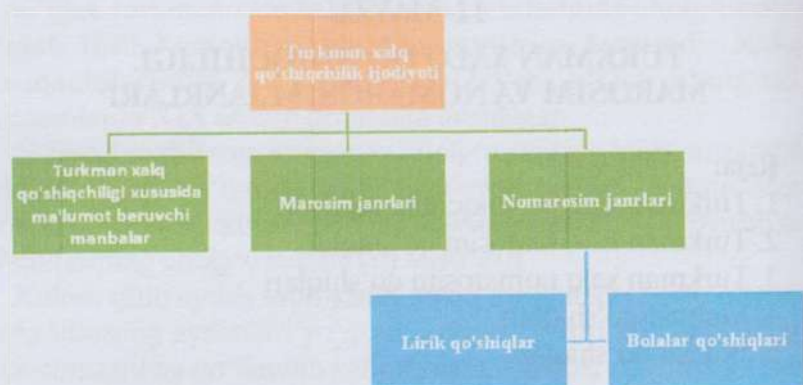 Turkman xalq
qo'shiqchilik ijodiyoti
Turkman xalq
qo'shiqchiligi xususida
ma'lumot beruvchi
manbalar
Marosim janrlari
Nomarosim janrlari
Lirik qo'shiqlar
Bolalar qo'shiqlari